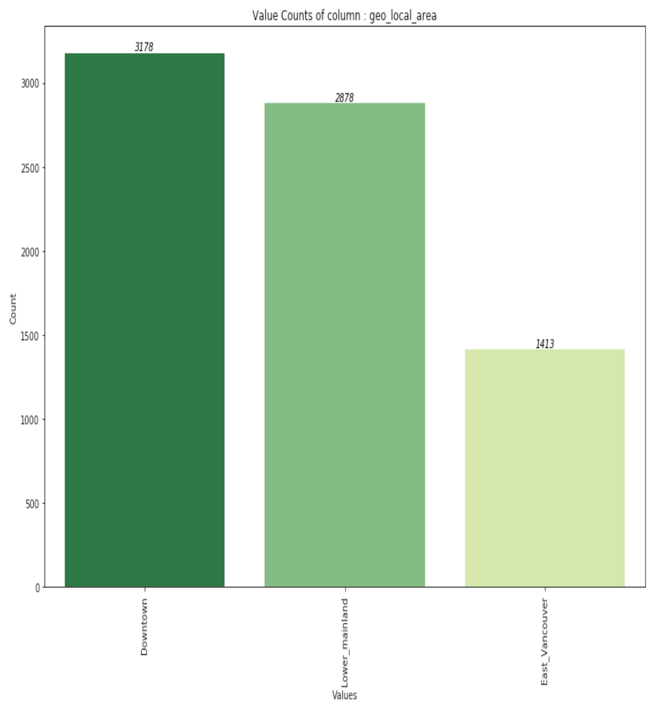 Value Counts of column : geo_local_area
3178
2878
1413
3000
2500
2000
1500
1000
500
0
Count
Downtown
Lower_mainland
East_Vancouver
Values